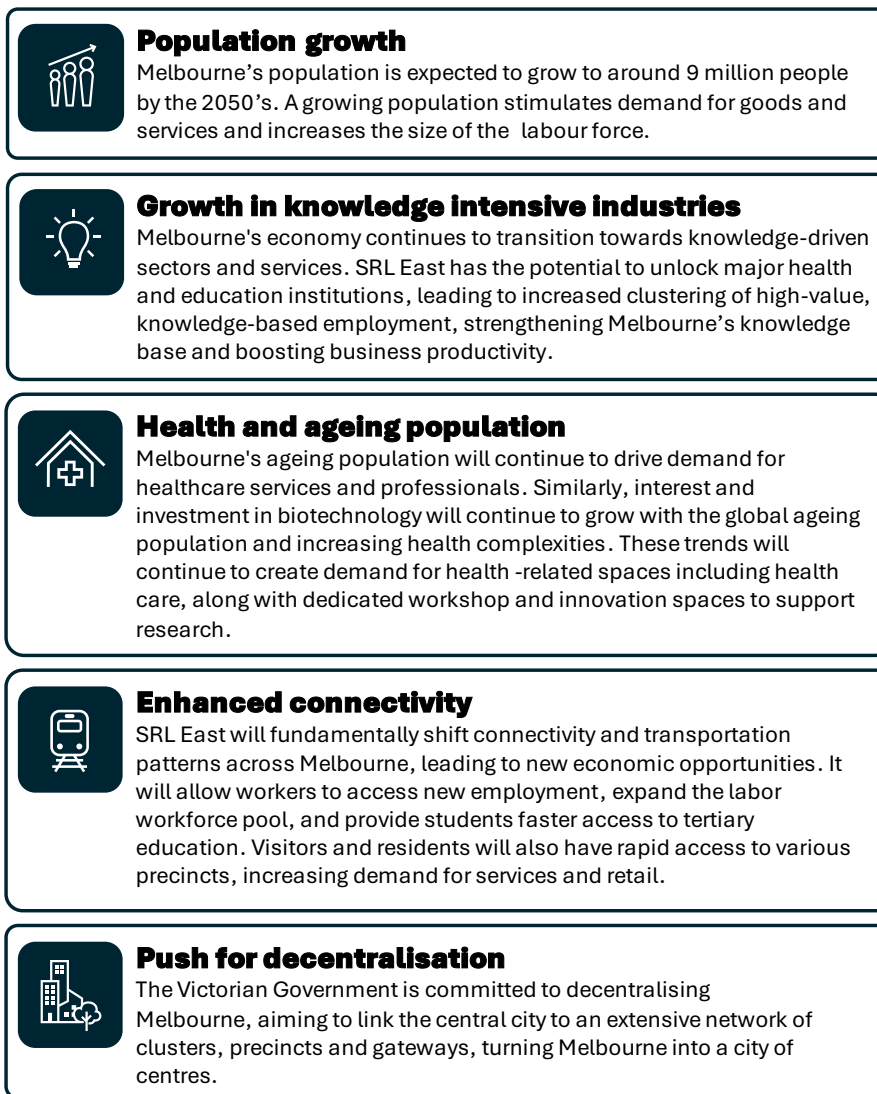 Population growth
Melbourne’s population is expected to grow to around 9 million people
by the 2050’s. A growing population stimulates demand for goods and
services and increases the size of the labour force.
Growth in knowledge intensive industries
Melbourne's economy continues to transition towards knowledge-driven
sectors and services. SRL East has the potential to unlock major health
and education institutions, leading to increased clustering of high-value,
knowledge-based employment, strengthening Melbourne’s knowledge
base and boosting business productivity.
Health and ageing population
Melbourne's ageing population will continue to drive demand for
healthcare services and professionals. Similarly, interest and
investment in biotechnology will continue to grow with the global ageing
population and increasing health complexities. These trends will
continue to create demand for health -related spaces including health
care, along with dedicated workshop and innovation spaces to support
research.
Enhanced connectivity
SRL East will fundamentally shift connectivity and transportation
patterns across Melbourne, leading to new economic opportunities. It
will allow workers to access new employment, expand the labor
workforce pool, and provide students faster access to tertiary
education. Visitors and residents will also have rapid access to various
precincts, increasing demand for services and retail.
Push for decentralisation
The Victorian Government is committed to decentralising
Melbourne, aiming to link the central city to an extensive network of
clusters, precincts and gateways, turning Melbourne into a city of
centres.